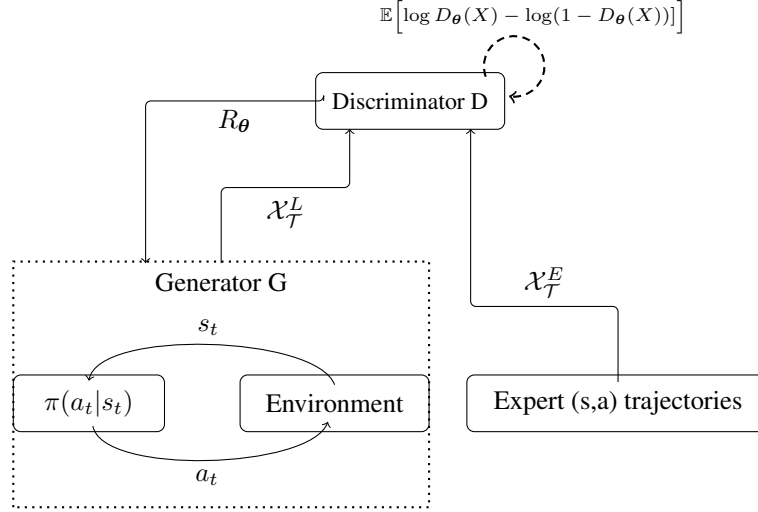 𝔼[log D_𝜽(X) − log(1 − D_𝜽(X))]]
Discriminator D
R_𝜽
𝒳_𝒯^L
Generator G
𝒳_𝒯^E
s_t
π(a_t|s_t)
Environment
Expert (s,a) trajectories
a_t